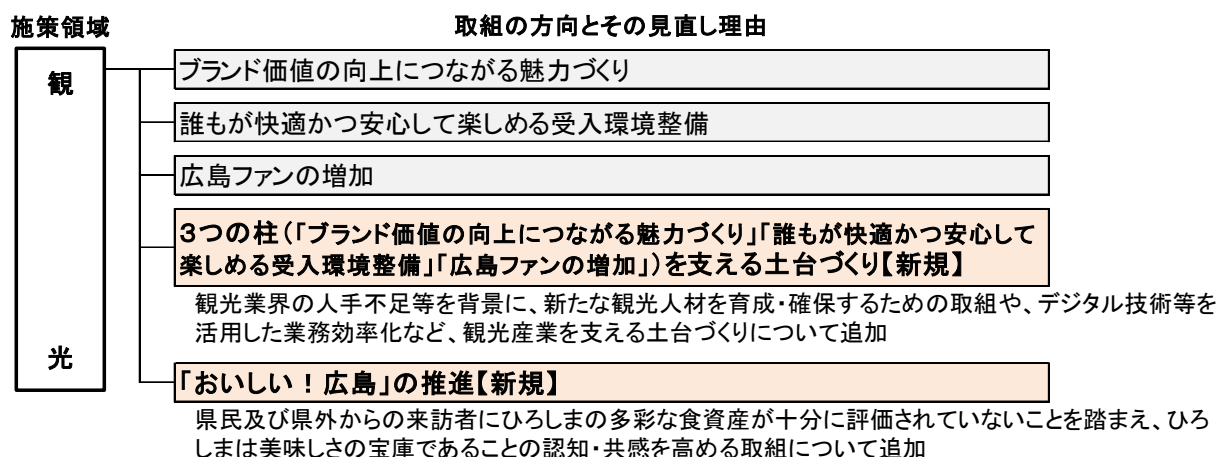 施策領域
取組の方向とその見直し理由
観
光
ブランド価値の向上につながる魅力づくり
誰もが快適かつ安心して楽しめる受入環境整備
広島ファンの増加
3つの柱(「ブランド価値の向上につながる魅力づくり」「誰もが快適かつ安心して
楽しめる受入環境整備」「広島ファンの増加」)を支える土台づくり【新規】
観光業界の人手不足等を背景に、新たな観光人材を育成・確保するための取組や、デジタル技術等を
活用した業務効率化など、観光産業を支える土台づくりについて追加
「おいしい!広島」の推進【新規】
県民及び県外からの来訪者にひろしまの多彩な食資産が十分に評価されていないことを踏まえ、ひろ
しまは美味しさの宝庫であることの認知・共感を高める取組について追加